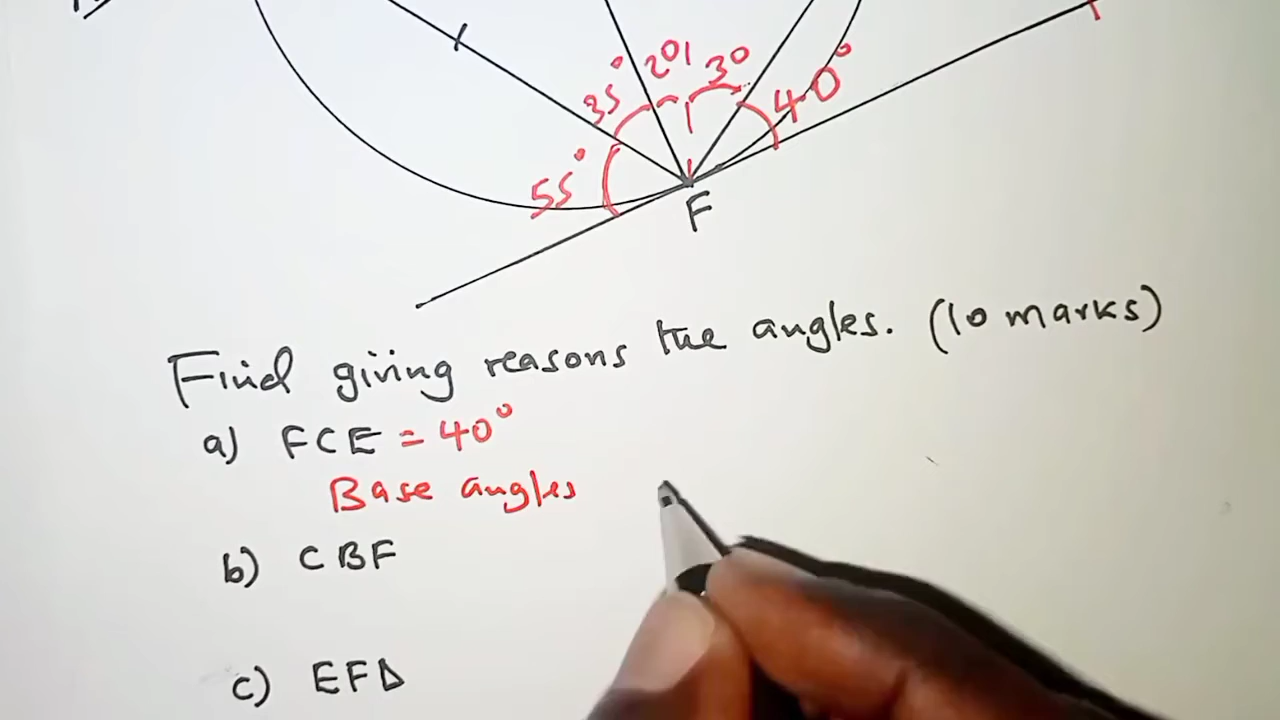 35° 20 30 40°
55°
F
Find giving reasons the angles. (10 marks)
a) FCE = 40°
Base angles
b) CBF
c) EFD